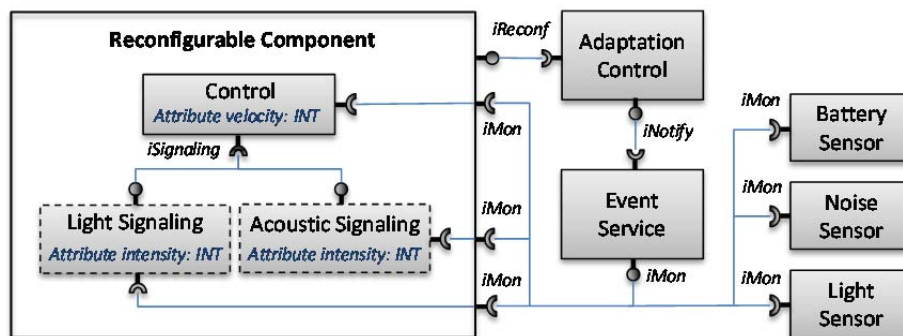 Reconfigurable Component
iReconf
Adaptation
Control
Control
Attribute velocity: INT
iMon
iSignaling
iNotify
iMon
Battery
Sensor
Light Signaling
Attribute intensity: INT
Acoustic Signaling
Attribute intensity: INT
iMon
Event
Service
iMon
Noise
Sensor
iMon
iMon
iMon
Light
Sensor